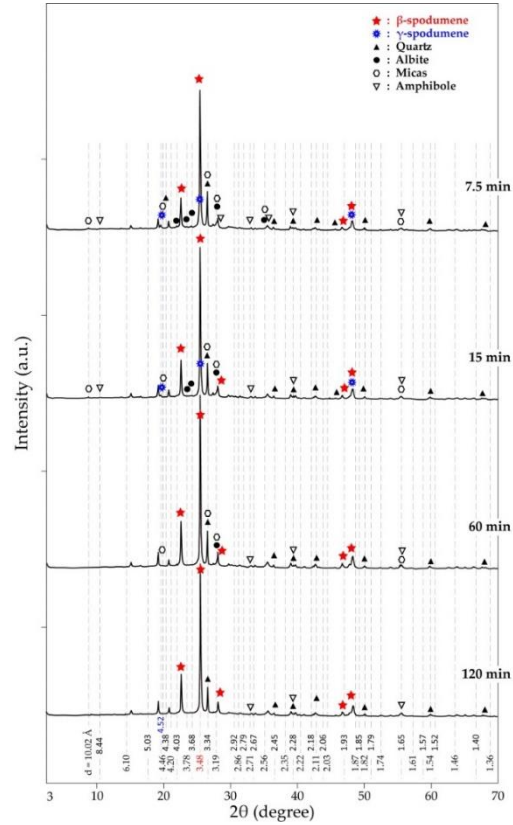 β-spodumene
γ-spodumene
: Quartz
: Albite
: Micas
: Amphibole
7.5 min
15 min
60 min
120 min
Intensity (a.u.)
d = 10.02 Å
8.44
6.10
5.03
4.52
4.46
4.38
4.20
4.03
3.78
3.68
3.48
3.34
3.19
2.92
2.86
2.79
2.71
2.67
2.56
2.45
2.35
2.28
2.22
2.18
2.11
2.06
2.03
1.93
1.87
1.85
1.82
1.79
1.74
1.65
1.61
1.57
1.54
1.52
1.46
1.40
1.36
3 10 20 30 40 50 60 70
2θ (degree)